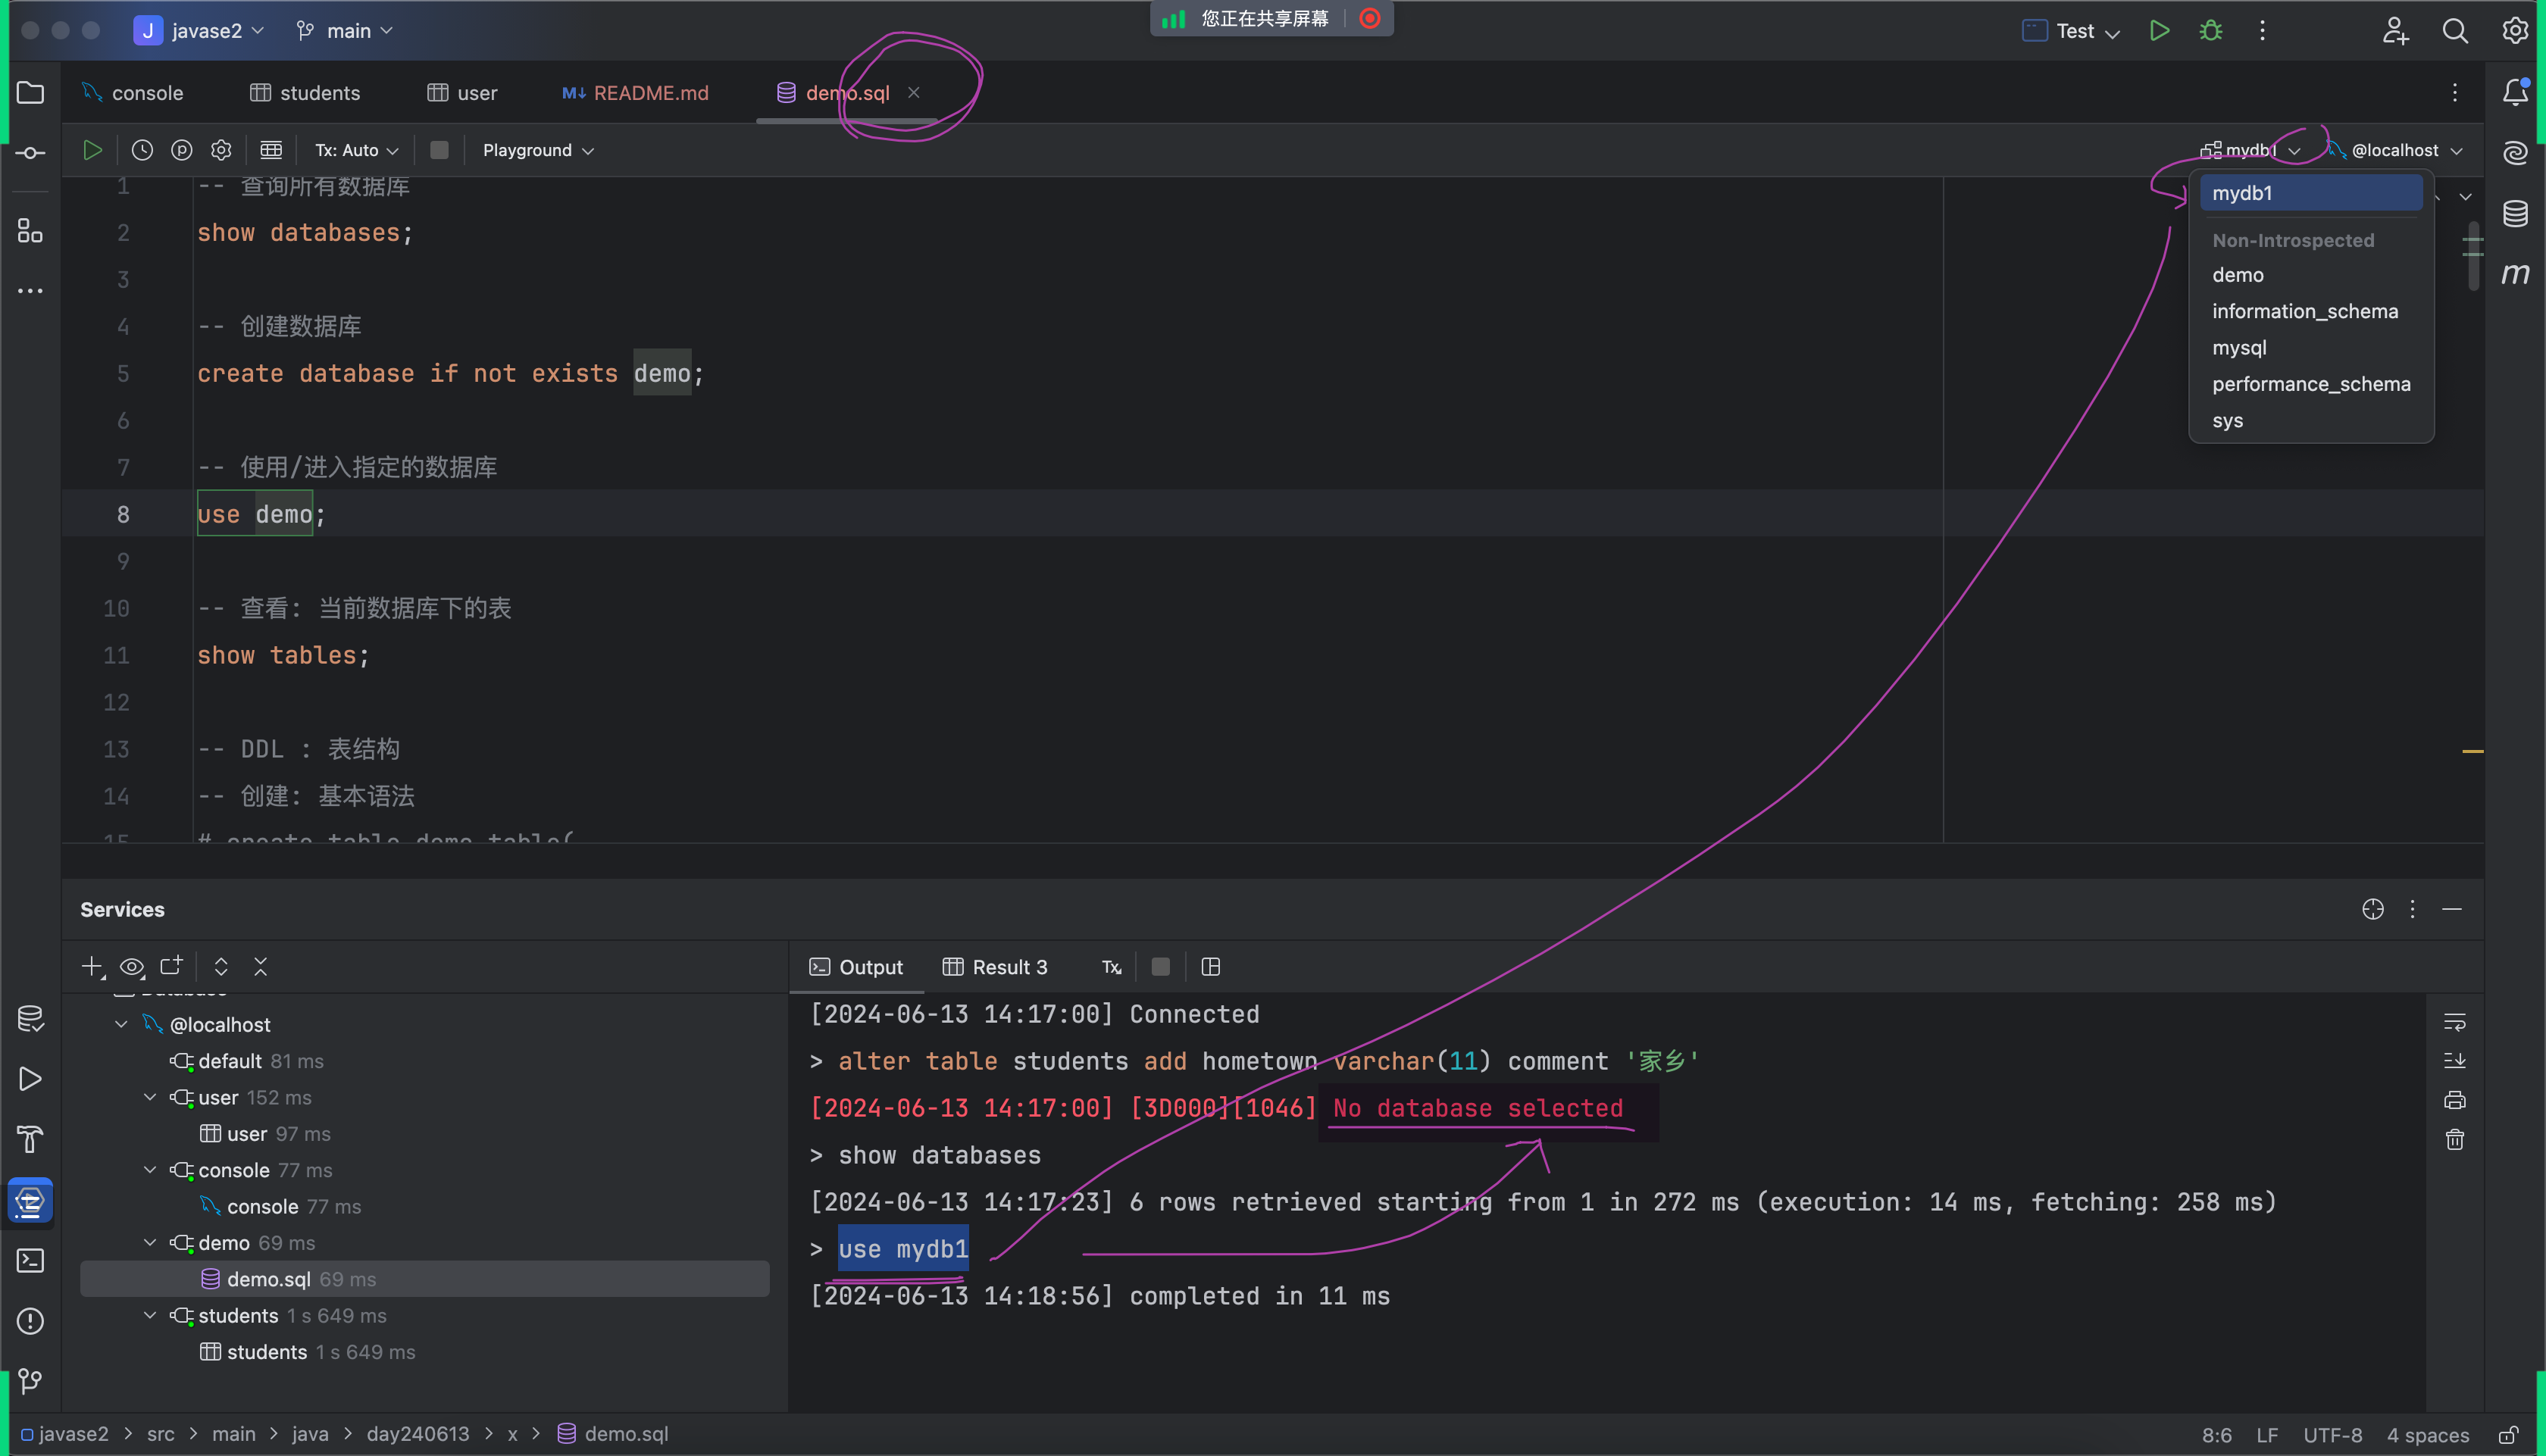 J javase2 main
您正在共享屏幕
Test
console students user M↓ README.md demo.sql
Tx: Auto Playground mydb1 @localhost
mydb1
Non-Introspected
demo
information_schema
mysql
performance_schema
sys
1 -- 查询所有数据库
2 show databases;
3
4 -- 创建数据库
5 create database if not exists demo;
6
7 -- 使用/进入指定的数据库
8 use demo;
9
10 -- 查看: 当前数据库下的表
11 show tables;
12
13 -- DDL : 表结构
14 -- 创建: 基本语法
15 # create table demo_table(
m
Services
Database
@localhost
default 81 ms
user 152 ms
user 97 ms
console 77 ms
console 77 ms
demo 69 ms
demo.sql 69 ms
students 1 s 649 ms
students 1 s 649 ms
Output Result 3 Tx
[2024-06-13 14:17:00] Connected
> alter table students add hometown varchar(11) comment '家乡'
[2024-06-13 14:17:00] [3D000][1046] No database selected
> show databases
[2024-06-13 14:17:23] 6 rows retrieved starting from 1 in 272 ms (execution: 14 ms, fetching: 258 ms)
> use mydb1
[2024-06-13 14:18:56] completed in 11 ms
javase2 > src > main > java > day240613 > x > demo.sql
8:6 LF UTF-8 4 spaces